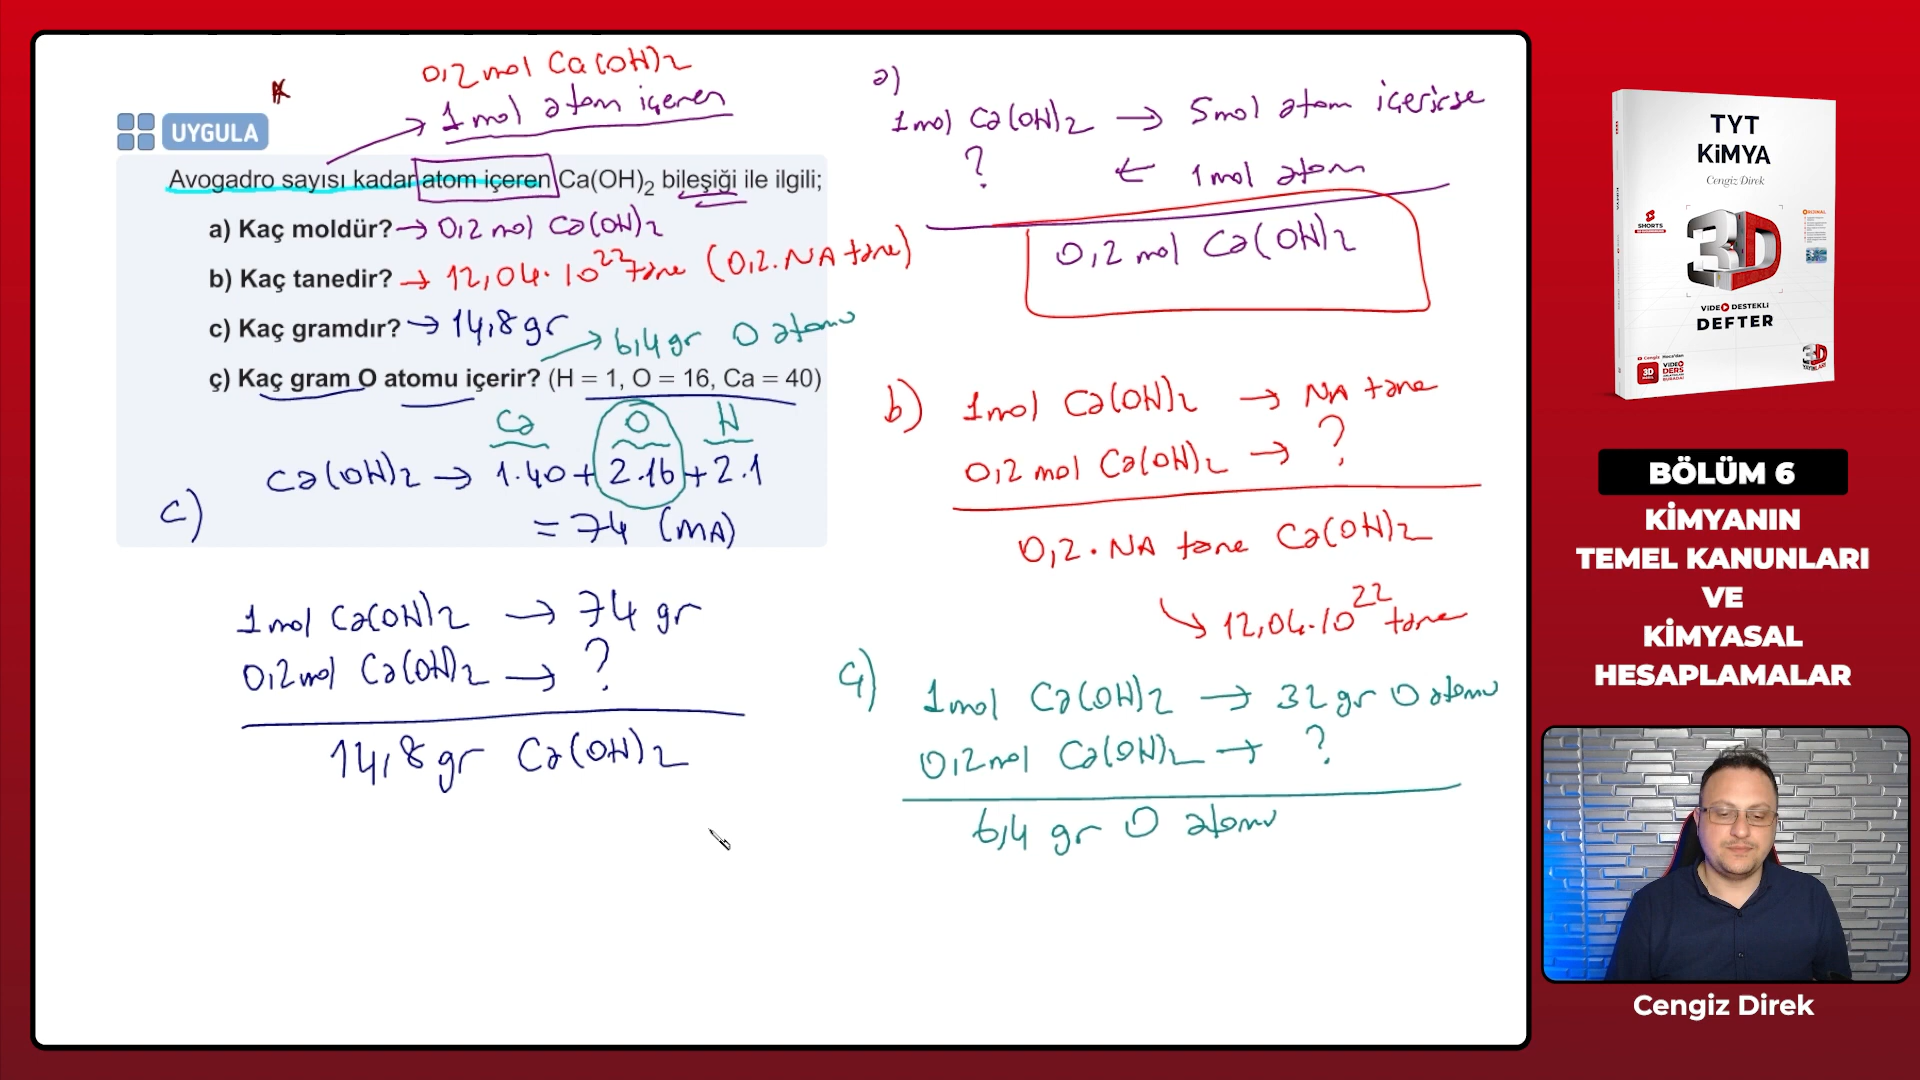 0,2 mol Ca(OH)2
1 mol atom içeren
UYGULA
Avogadro sayısı kadar atom içeren Ca(OH)2 bileşiği ile ilgili;
a) Kaç moldür? → 0,2 mol Ca(OH)2
b) Kaç tanedir? → 12,04.10^22 tane (0,2.NA tane)
c) Kaç gramdır? → 14,8 gr
→ 6,4 gr O atomu
ç) Kaç gram O atomu içerir? (H = 1, O = 16, Ca = 40)
Ca O H
c) Ca(OH)2 → 1.40 + 2.16 + 2.1
= 74 (MA)
1 mol Ca(OH)2 → 74 gr
0,2 mol Ca(OH)2 → ?
14,8 gr Ca(OH)2
a)
1 mol Ca(OH)2 → 5 mol atom içerirse
? ← 1 mol atom
0,2 mol Ca(OH)2
b) 1 mol Ca(OH)2 → NA tane
0,2 mol Ca(OH)2 → ?
0,2 . NA tane Ca(OH)2
↘ 12,04.10^22 tane
ç) 1 mol Ca(OH)2 → 32 gr O atomu
0,2 mol Ca(OH)2 → ?
6,4 gr O atomu
TYT
KİMYA
Cengiz Direk
SHORTS
3D
VİDEO DESTEKLİ
DEFTER
BÖLÜM 6
KİMYANIN
TEMEL KANUNLARI
VE
KİMYASAL
HESAPLAMALAR
Cengiz Direk